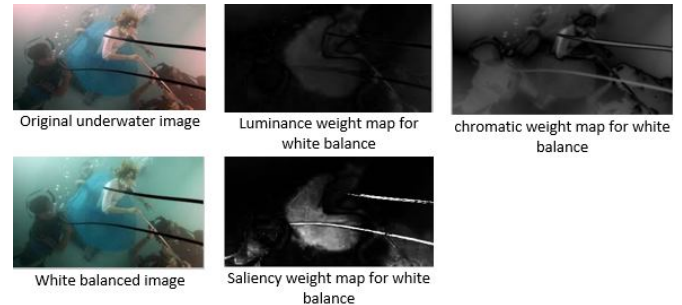 Original underwater image
Luminance weight map for
white balance
chromatic weight map for white
balance
White balanced image
Saliency weight map for white
balance